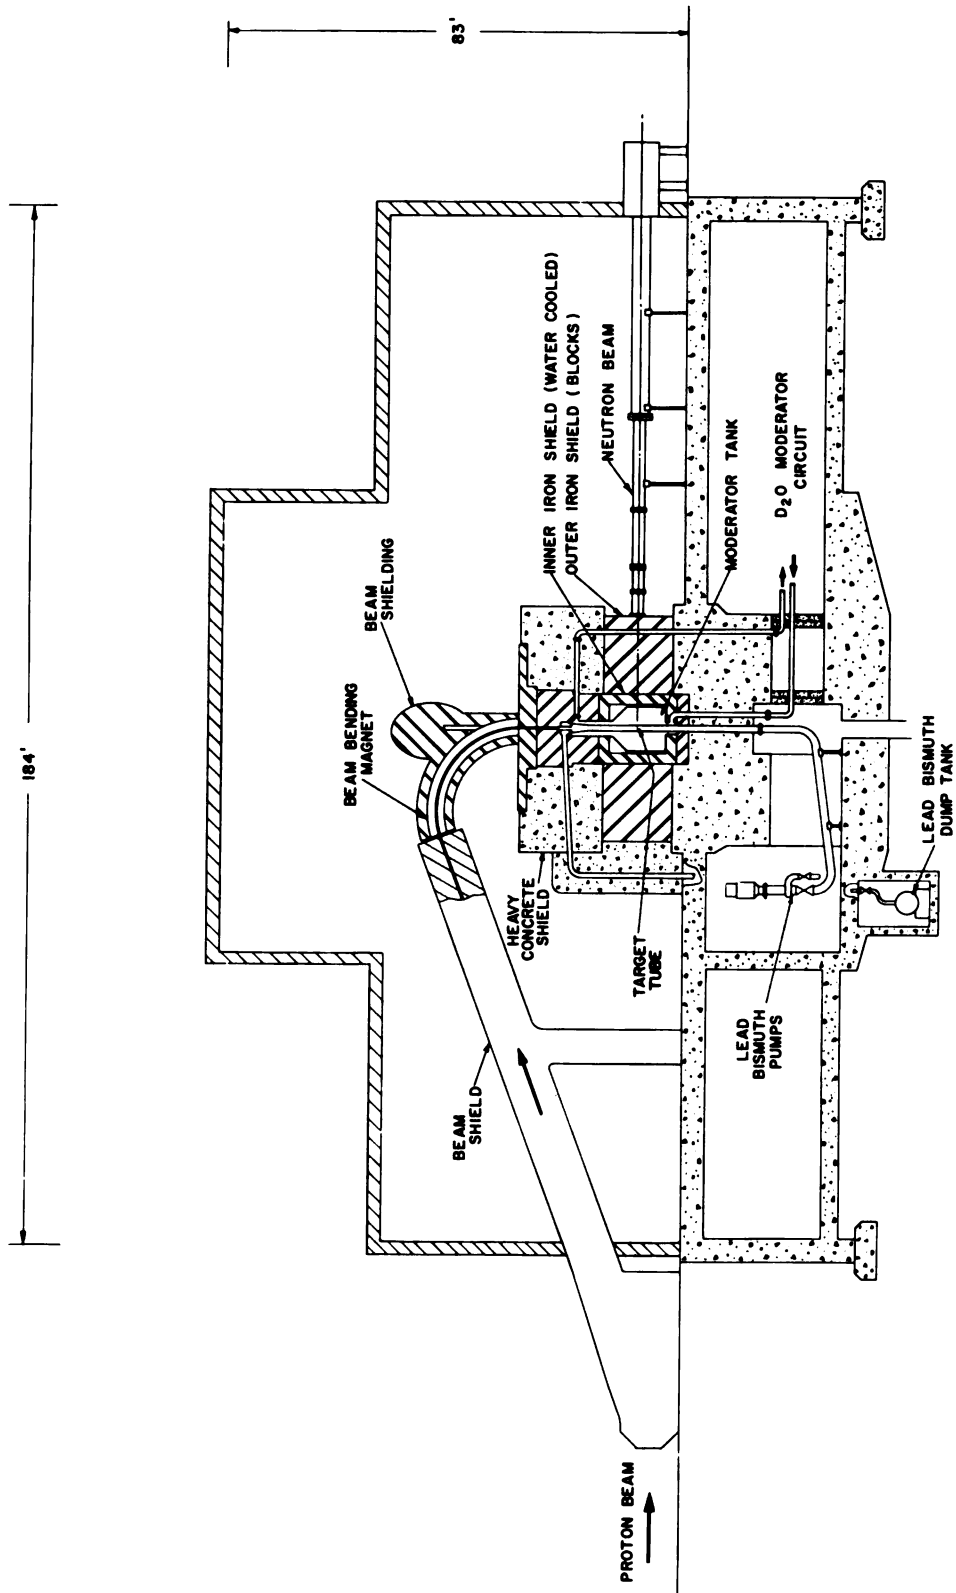 184'
83'
BEAM
SHIELDING
BEAM BENDING
MAGNET
INNER IRON SHIELD (WATER COOLED)
OUTER IRON SHIELD (BLOCKS)
NEUTRON BEAM
MODERATOR TANK
D2O MODERATOR
CIRCUIT
HEAVY
CONCRETE
SHIELD
TARGET
TUBE
LEAD BISMUTH
DUMP TANK
LEAD
BISMUTH
PUMPS
BEAM
SHIELD
PROTON BEAM